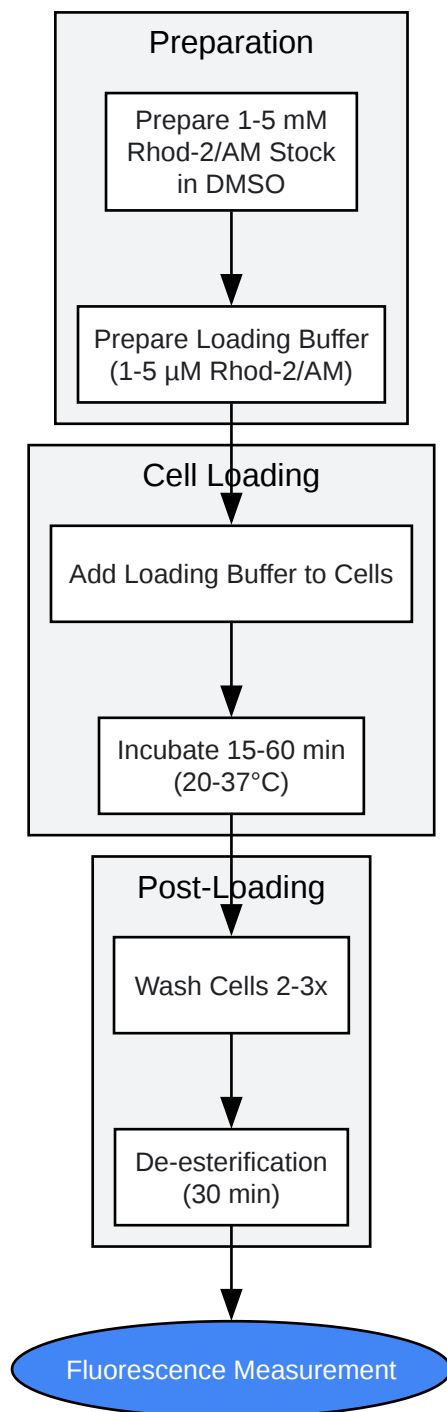 Preparation
Prepare 1-5 mM
Rhod-2/AM Stock
in DMSO
Prepare Loading Buffer
(1-5 µM Rhod-2/AM)
Cell Loading
Add Loading Buffer to Cells
Incubate 15-60 min
(20-37°C)
Post-Loading
Wash Cells 2-3x
De-esterification
(30 min)
Fluorescence Measurement